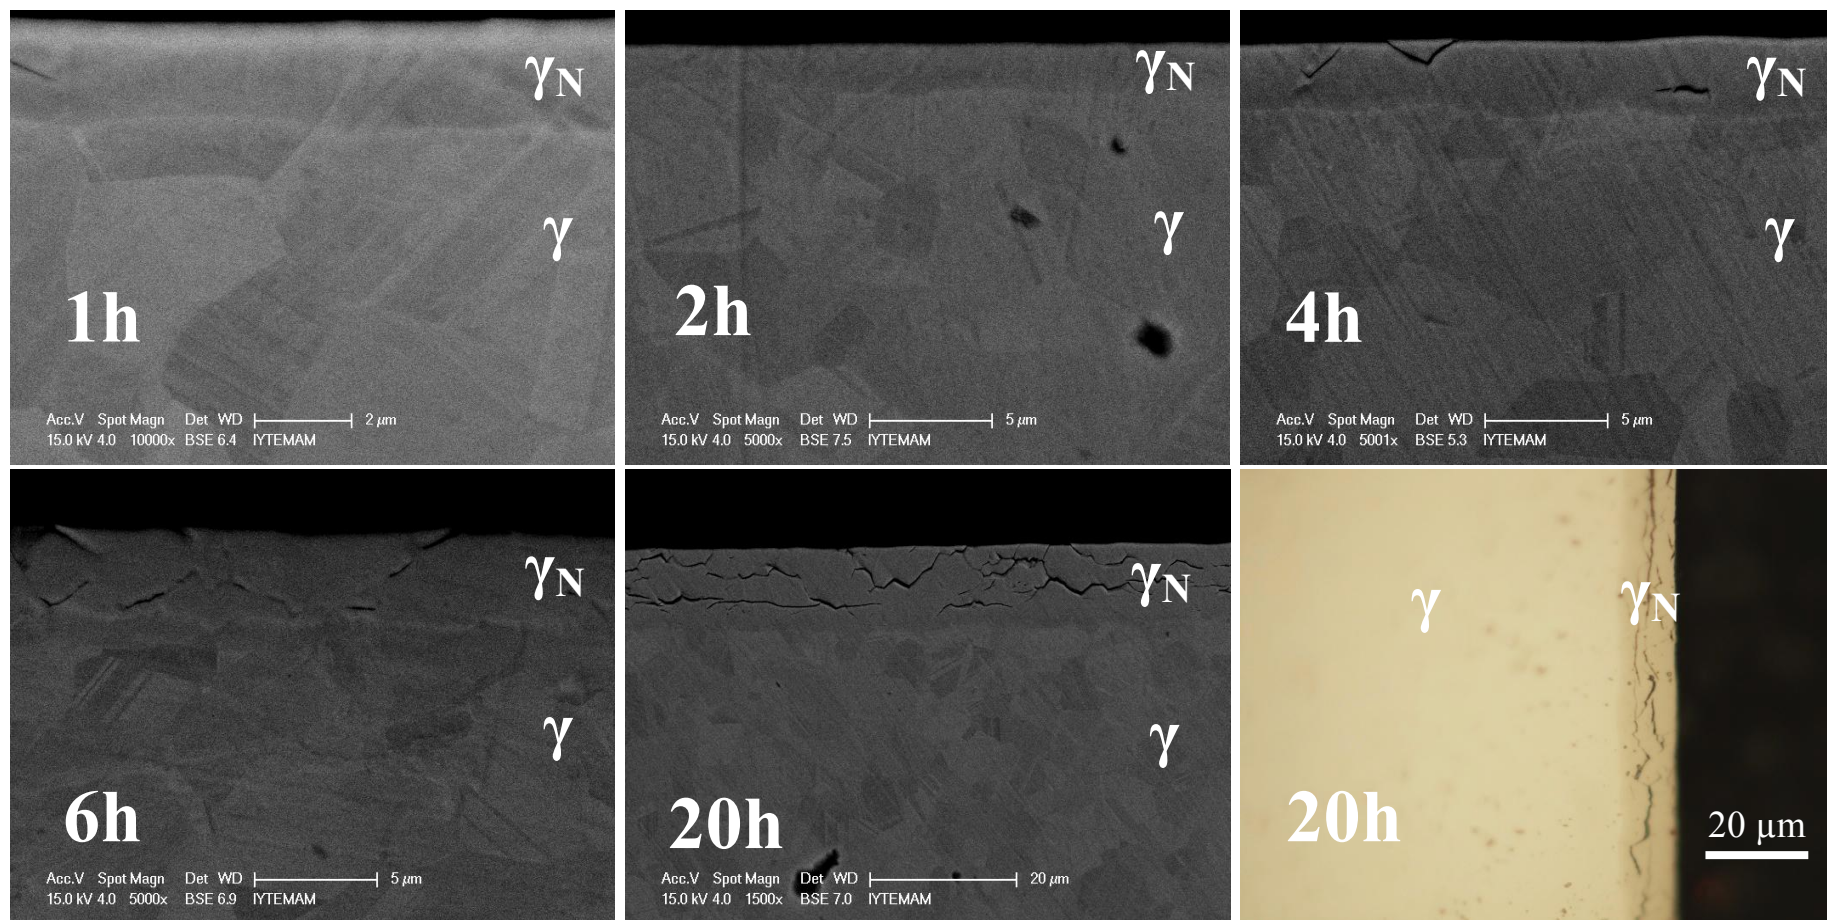 γN
γ
1h
Acc.V Spot Magn Det WD 2 µm
15.0 kV 4.0 10000x BSE 6.4 IYTEMAM
γN
γ
2h
Acc.V Spot Magn Det WD 5 µm
15.0 kV 4.0 5000x BSE 7.5 IYTEMAM
γN
γ
4h
Acc.V Spot Magn Det WD 5 µm
15.0 kV 4.0 5001x BSE 5.3 IYTEMAM
γN
γ
6h
Acc.V Spot Magn Det WD 5 µm
15.0 kV 4.0 5000x BSE 6.9 IYTEMAM
γN
γ
20h
Acc.V Spot Magn Det WD 20 µm
15.0 kV 4.0 1500x BSE 7.0 IYTEMAM
γ
γN
20h
20 µm